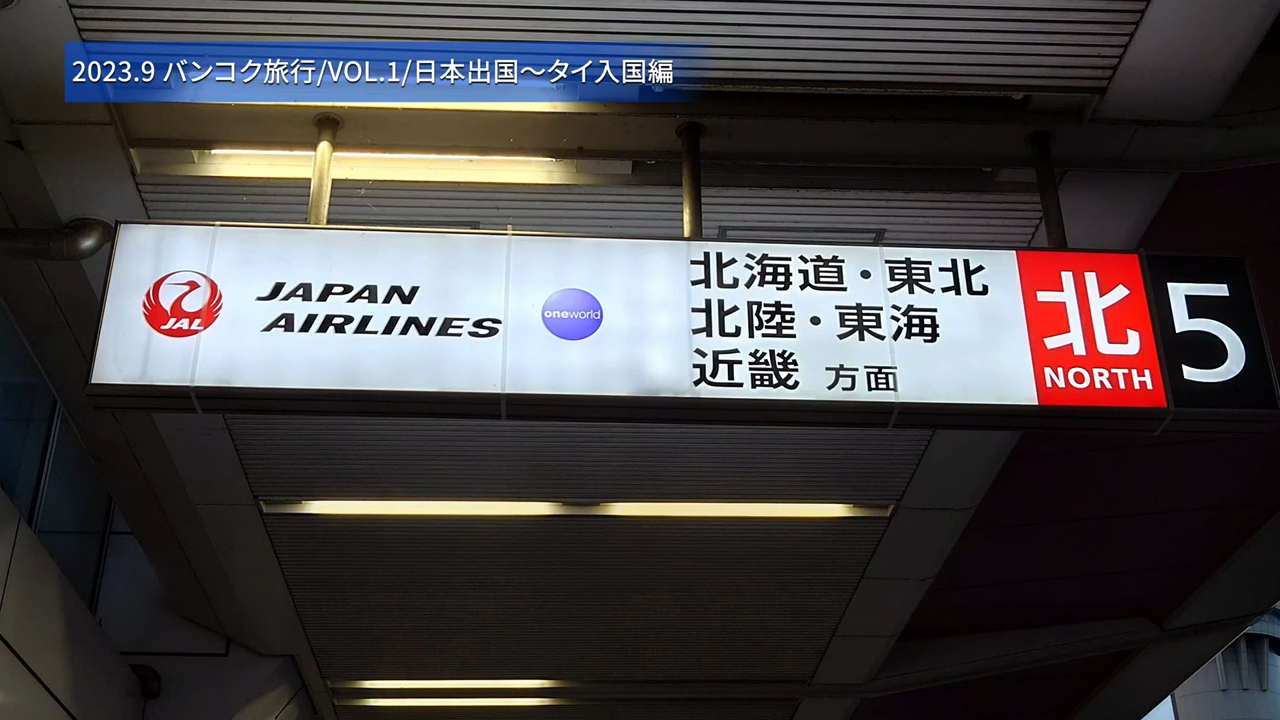 2023.9 バンコク旅行/VOL.1/日本出国～タイ入国編
JAL
JAPAN
AIRLINES
oneworld
北海道・東北
北陸・東海
近畿 方面
北
NORTH
5